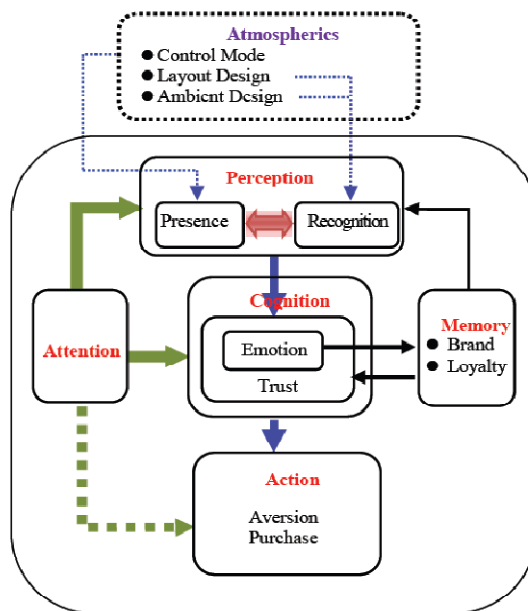 Atmospherics
● Control Mode
● Layout Design
● Ambient Design
Perception
Presence
Recognition
Cognition
Emotion
Trust
Attention
Memory
● Brand
● Loyalty
Action
Aversion
Purchase